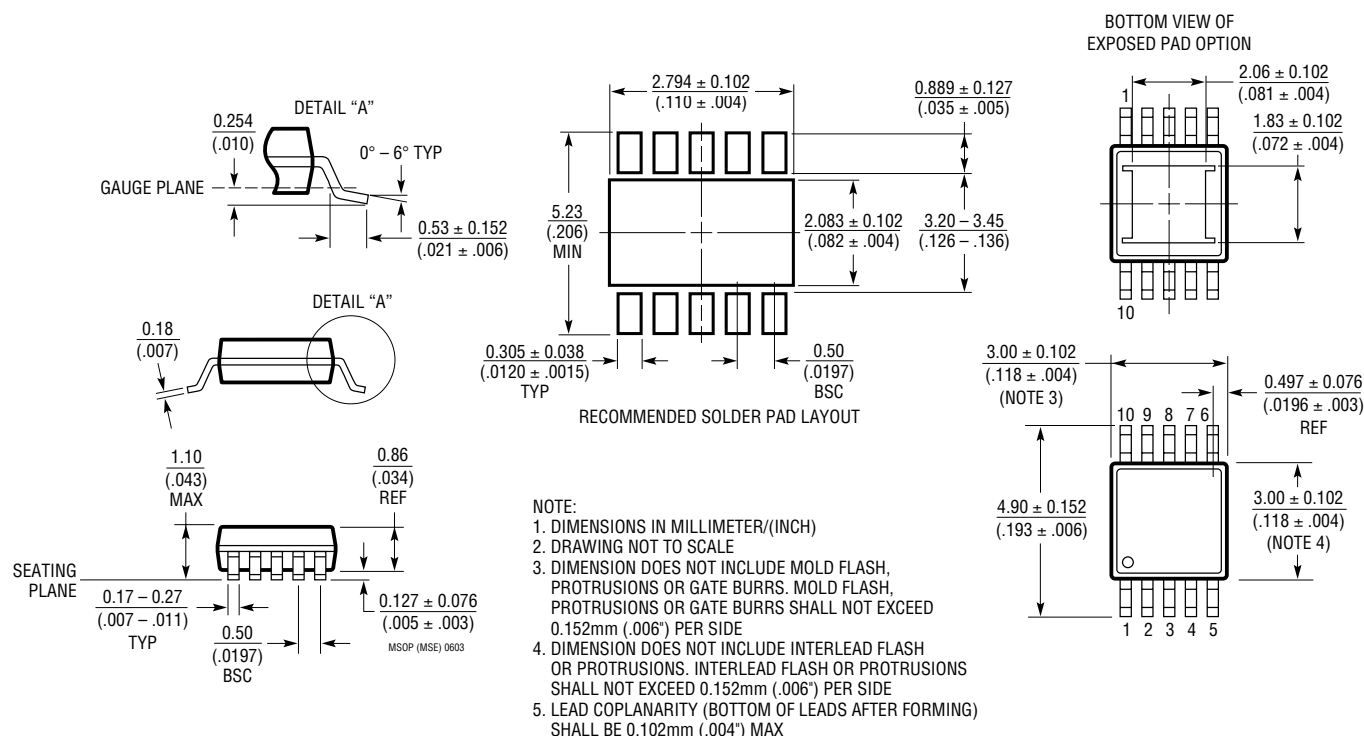 BOTTOM VIEW OF
EXPOSED PAD OPTION
2.06 ± 0.102
(.081 ± .004)
1.83 ± 0.102
(.072 ± .004)
1
10
2.794 ± 0.102
(.110 ± .004)
0.889 ± 0.127
(.035 ± .005)
5.23
(.206)
MIN
2.083 ± 0.102
(.082 ± .004)
3.20 – 3.45
(.126 – .136)
0.305 ± 0.038
(.0120 ± .0015)
TYP
0.50
(.0197)
BSC
RECOMMENDED SOLDER PAD LAYOUT
DETAIL “A”
0.254
(.010)
0° – 6° TYP
GAUGE PLANE
0.53 ± 0.152
(.021 ± .006)
DETAIL “A”
0.18
(.007)
1.10
(.043)
MAX
0.86
(.034)
REF
SEATING
PLANE
0.17 – 0.27
(.007 – .011)
TYP
0.50
(.0197)
BSC
0.127 ± 0.076
(.005 ± .003)
MSOP (MSE) 0603
3.00 ± 0.102
(.118 ± .004)
(NOTE 3)
0.497 ± 0.076
(.0196 ± .003)
REF
10 9 8 7 6
4.90 ± 0.152
(.193 ± .006)
3.00 ± 0.102
(.118 ± .004)
(NOTE 4)
1 2 3 4 5
NOTE:
1. DIMENSIONS IN MILLIMETER/(INCH)
2. DRAWING NOT TO SCALE
3. DIMENSION DOES NOT INCLUDE MOLD FLASH,
PROTRUSIONS OR GATE BURRS. MOLD FLASH,
PROTRUSIONS OR GATE BURRS SHALL NOT EXCEED
0.152mm (.006") PER SIDE
4. DIMENSION DOES NOT INCLUDE INTERLEAD FLASH
OR PROTRUSIONS. INTERLEAD FLASH OR PROTRUSIONS
SHALL NOT EXCEED 0.152mm (.006") PER SIDE
5. LEAD COPLANARITY (BOTTOM OF LEADS AFTER FORMING)
SHALL BE 0.102mm (.004") MAX